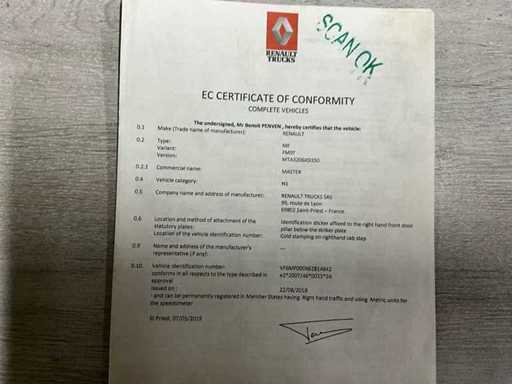 RENAULT
TRUCKS
SCAN OK
EC CERTIFICATE OF CONFORMITY
COMPLETE VEHICLES
The undersigned, Mr Benoit PENVEN , hereby certifies that the vehicle:
0.1 Make (Trade name of manufacturer): RENAULT
0.2 Type: MF
Variant:
Version:
0.2.1 Commercial name: MASTER
0.4 Vehicle category: N1
0.5 Company name and address of manufacturer: RENAULT TRUCKS SAS
99, route de Lyon
69802 Saint-Priest – France
0.6 Location and method of attachment of the Identification sticker affixed to the right hand front door
statutory plates: pillar below the striker plate
Location of the vehicle identification number: Cold stamping on righthand cab step
0.9 Name and address of the manufacturer's ---
representative (if any):
0.10. Vehicle identification number:
conforms in all respects to the type described in
approval
issued on : 22/08/2018
- and can be permanently registered in Member States having Right hand traffic and using Metric units for
the speedometer
St Priest, 07/05/2019